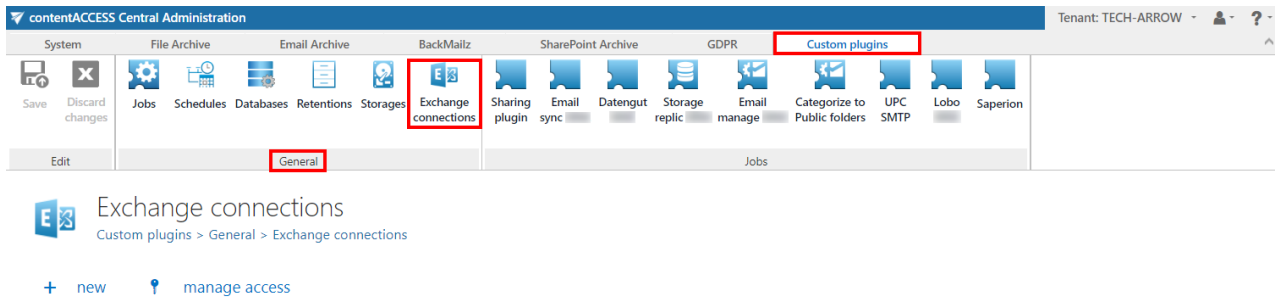 contentACCESS Central Administration
Tenant: TECH-ARROW
?
System File Archive Email Archive BackMailz SharePoint Archive GDPR Custom plugins
Save Discard changes Jobs Schedules Databases Retentions Storages Exchange connections Sharing plugin Email sync Datengut Storage replic Email manage Categorize to Public folders UPC SMTP Lobo Saperion
Edit General Jobs
Exchange connections
Custom plugins > General > Exchange connections
+ new manage access